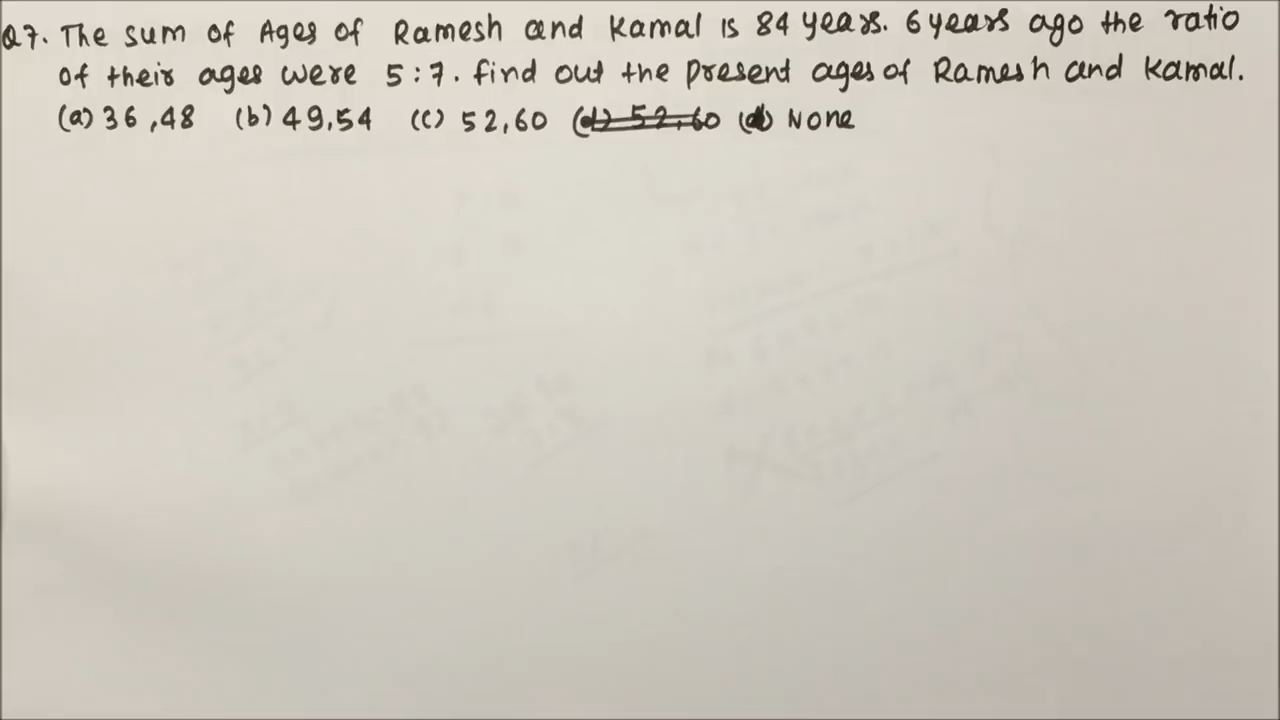 Q7. The sum of Ages of Ramesh and Kamal is 84 years. 6 years ago the ratio
of their ages were 5:7. find out the present ages of Ramesh and Kamal.
(a) 36,48 (b) 49,54 (c) 52,60 (d) 52,60 (d) None